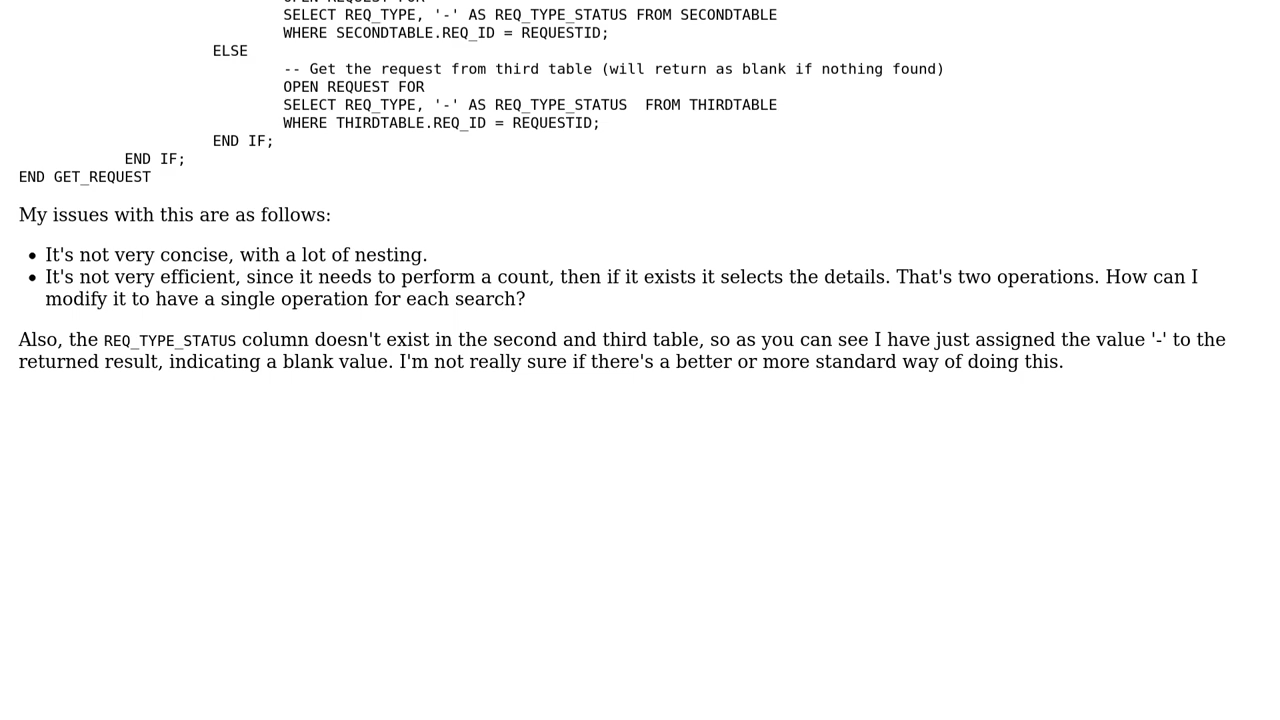 OPEN REQUEST FOR
SELECT REQ_TYPE, '-' AS REQ_TYPE_STATUS FROM SECONDTABLE
WHERE SECONDTABLE.REQ_ID = REQUESTID;
ELSE
-- Get the request from third table (will return as blank if nothing found)
OPEN REQUEST FOR
SELECT REQ_TYPE, '-' AS REQ_TYPE_STATUS  FROM THIRDTABLE
WHERE THIRDTABLE.REQ_ID = REQUESTID;
END IF;
END IF;
END GET_REQUEST
My issues with this are as follows:
• It's not very concise, with a lot of nesting.
• It's not very efficient, since it needs to perform a count, then if it exists it selects the details. That's two operations. How can I
modify it to have a single operation for each search?
Also, the REQ_TYPE_STATUS column doesn't exist in the second and third table, so as you can see I have just assigned the value '-' to the
returned result, indicating a blank value. I'm not really sure if there's a better or more standard way of doing this.